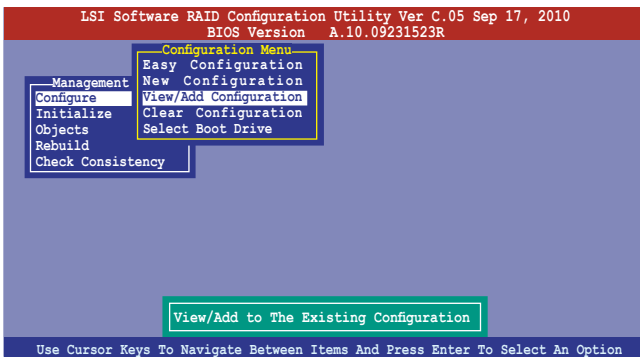 LSI Software RAID Configuration Utility Ver C.05 Sep 17, 2010
BIOS Version A.10.09231523R
Configuration Menu
Easy Configuration
New Configuration
View/Add Configuration
Clear Configuration
Select Boot Drive
Management
Configure
Initialize
Objects
Rebuild
Check Consistency
View/Add to The Existing Configuration
Use Cursor Keys To Navigate Between Items And Press Enter To Select An Option